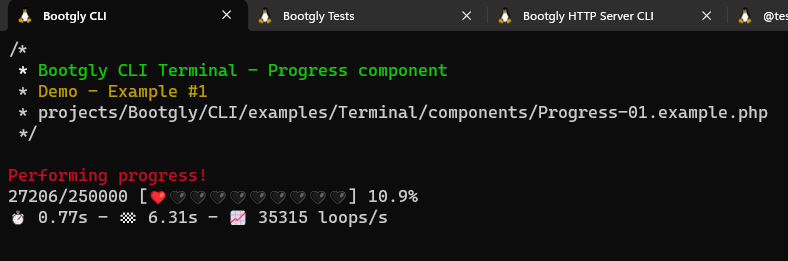 Bootgly CLI
Bootgly Tests
Bootgly HTTP Server CLI
@tes
/*
* Bootgly CLI Terminal - Progress component
* Demo - Example #1
* projects/Bootgly/CLI/examples/Terminal/components/Progress-01.example.php
*/
Performing progress!
27206/250000 [❤️🖤🖤🖤🖤🖤🖤🖤🖤🖤] 10.9%
⏱️ 0.77s - 🏁 6.31s - 📈 35315 loops/s